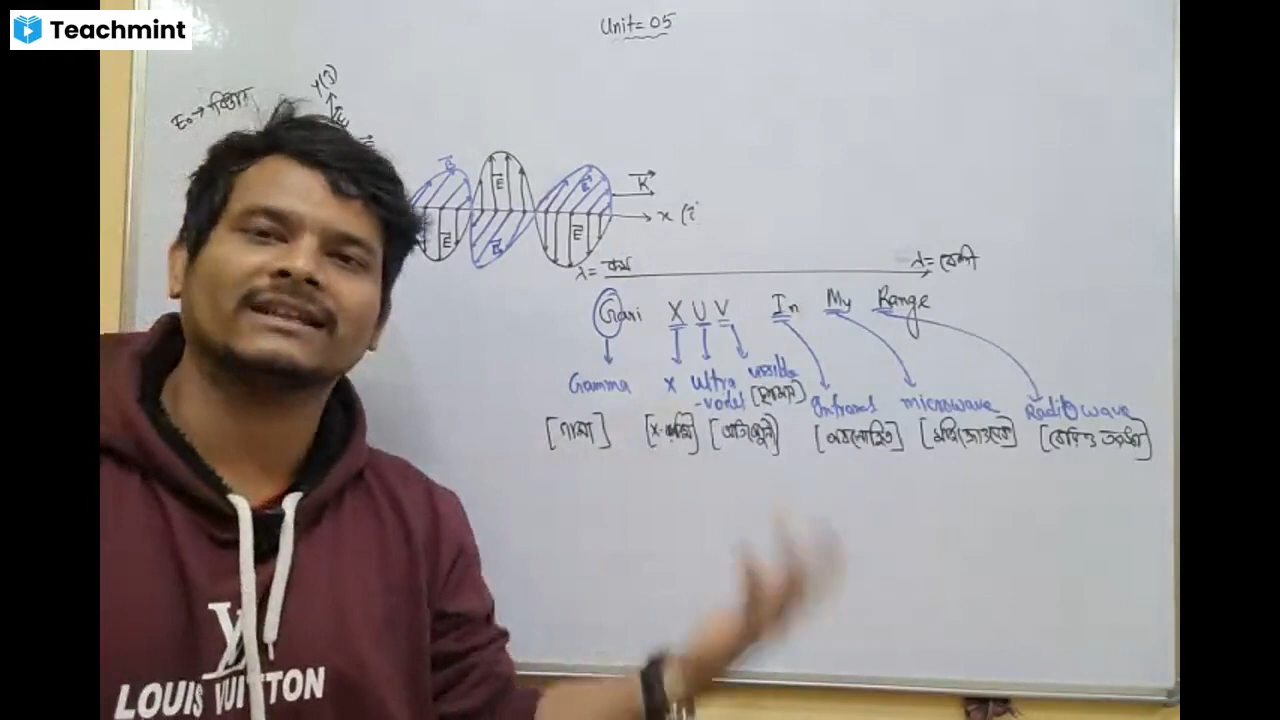 Teachmint
Unit = 05
y(j)
E₀→ বিস্তার
B E E
E B E K
x (i
λ = কম λ = বেশী
Gari X U V In My Range
Gamma X Ultra visible
-voolet [দৃশ্যমান]
Infrared microwave Radio wave
[গামা] [X-রশ্মি] [অতিবেগুনী] [অবলোহিত] [মাইক্রোওয়েভ] [রেডিও তরঙ্গ]
LOUIS VUITTON